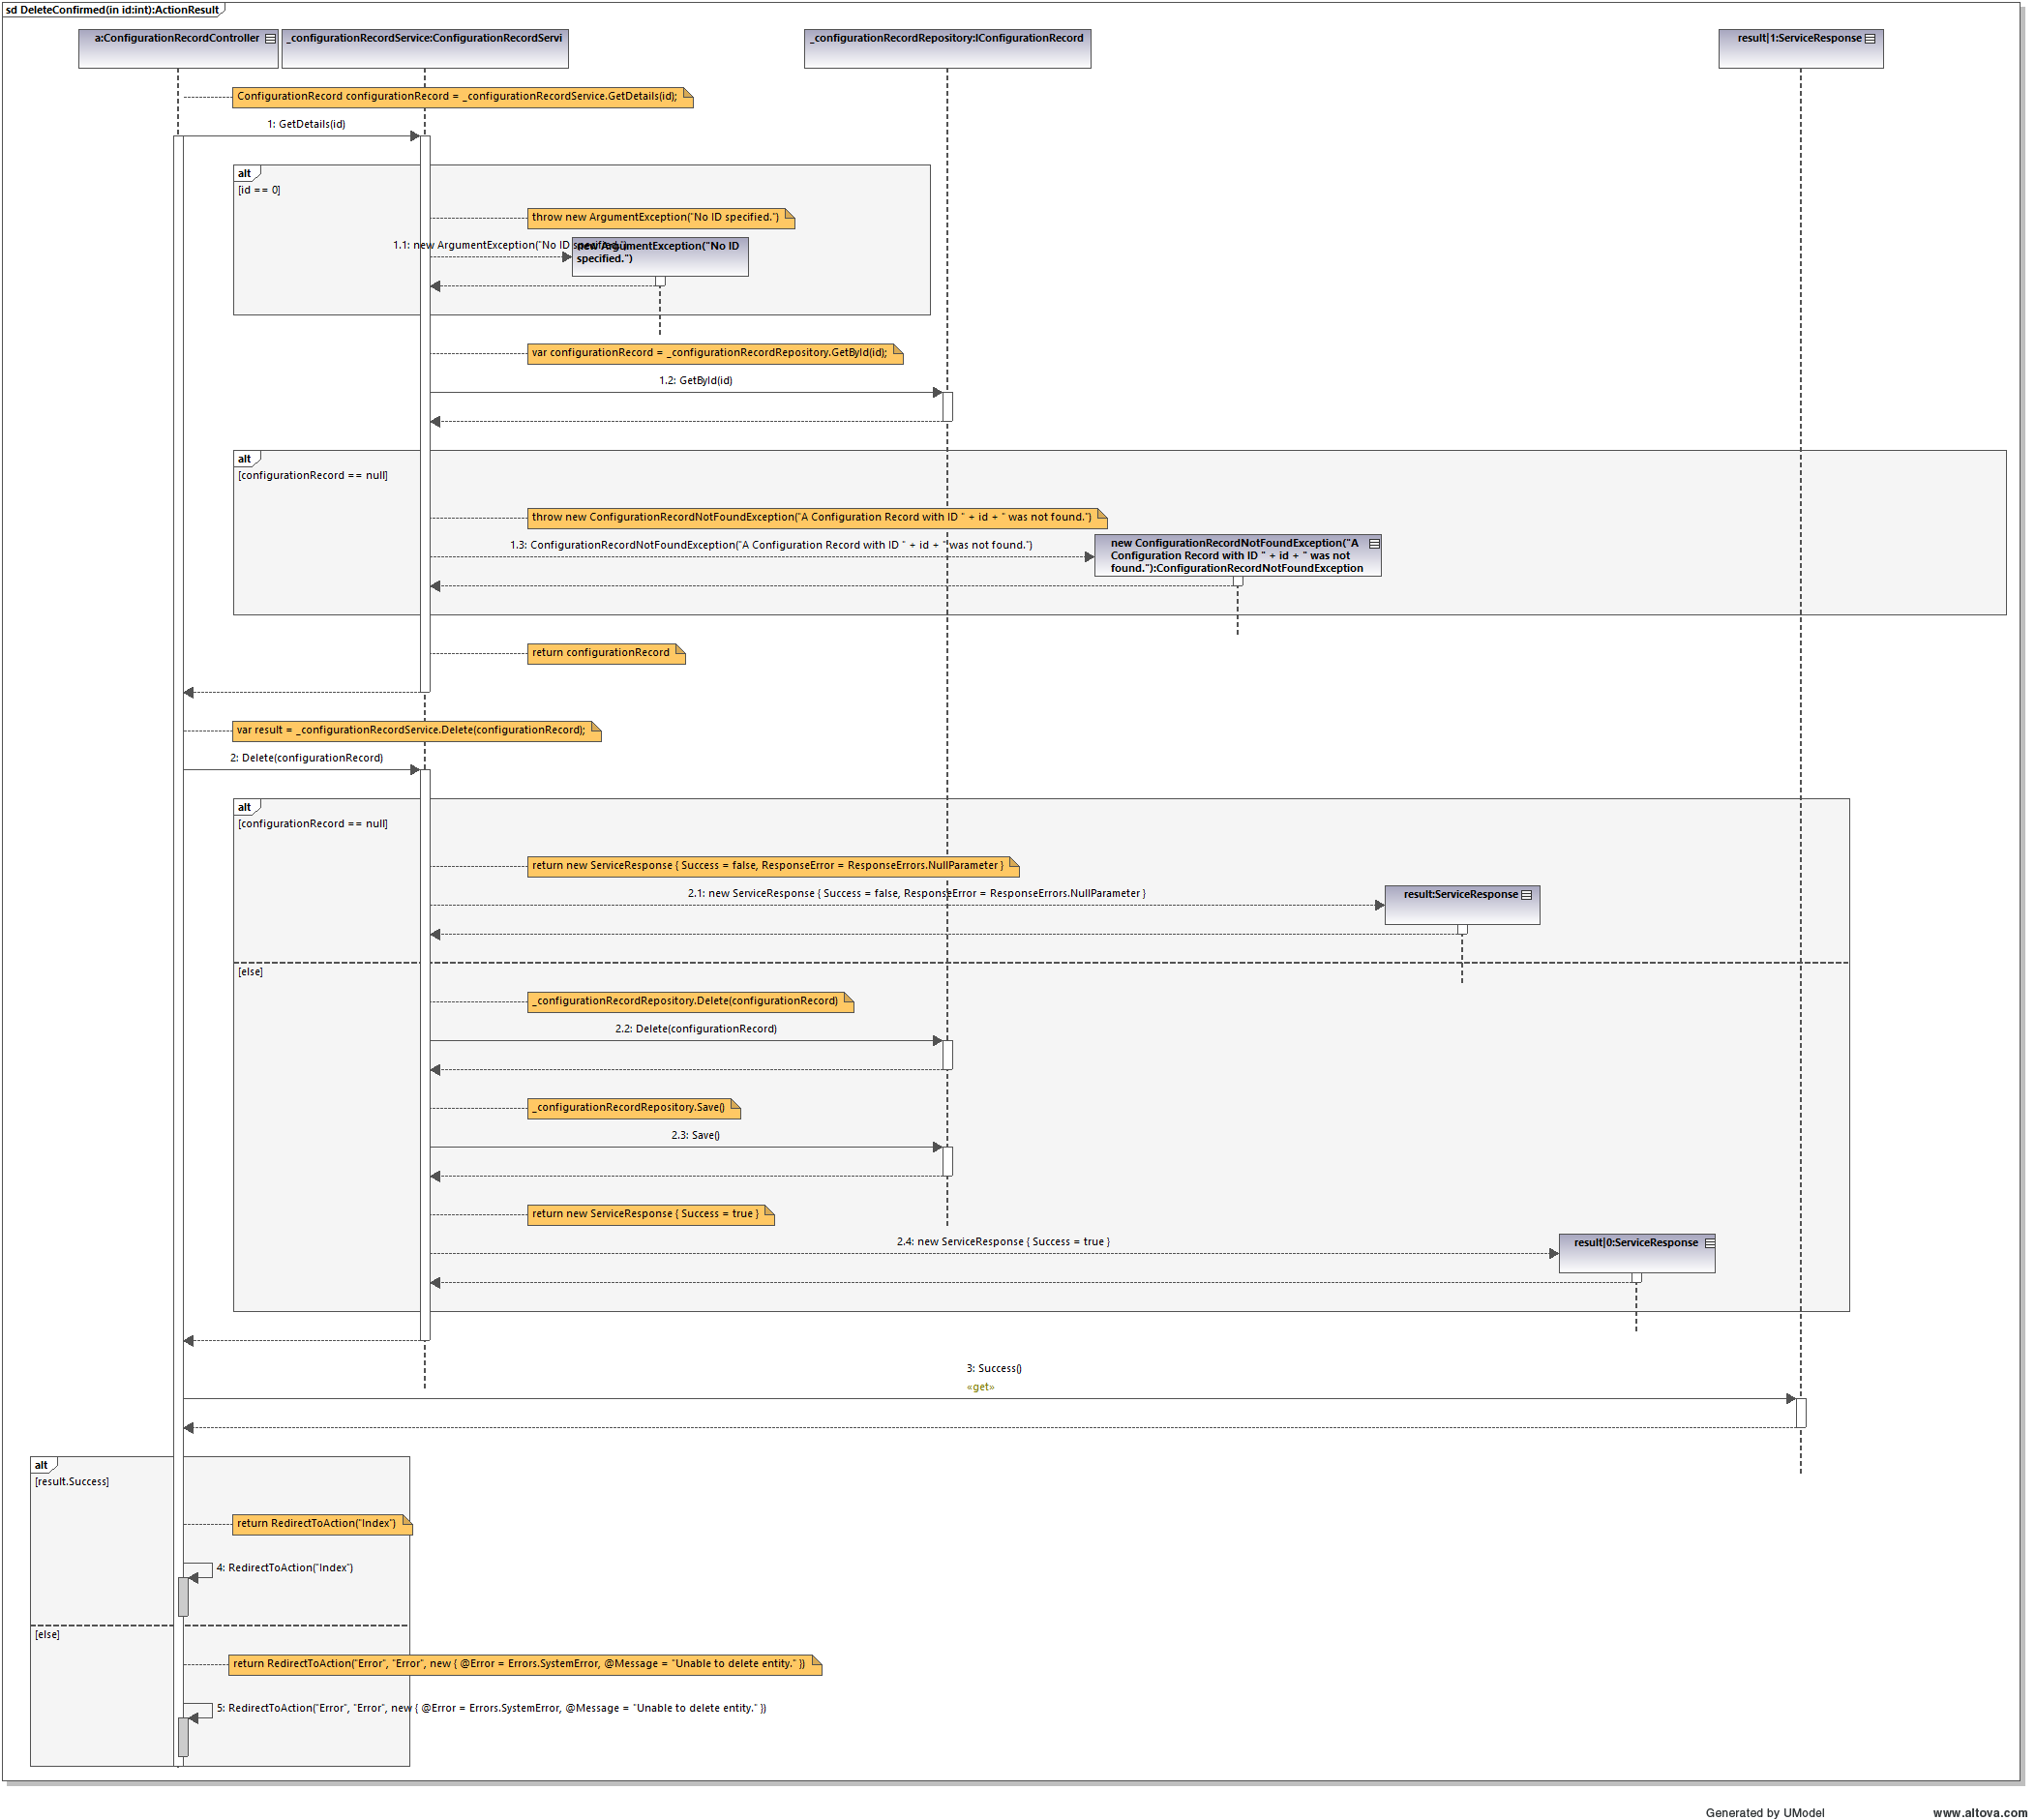 sd DeleteConfirmed(in id:int):ActionResult
a:ConfigurationRecordController
_configurationRecordService:ConfigurationRecordServi
_configurationRecordRepository:IConfigurationRecord
result|1:ServiceResponse
ConfigurationRecord configurationRecord = _configurationRecordService.GetDetails(id);
1: GetDetails(id)
alt
[id == 0]
throw new ArgumentException("No ID specified.")
1.1: new ArgumentException("No ID specified.")
new ArgumentException("No ID
specified.")
var configurationRecord = _configurationRecordRepository.GetById(id);
1.2: GetById(id)
alt
[configurationRecord == null]
throw new ConfigurationRecordNotFoundException("A Configuration Record with ID " + id + " was not found.")
1.3: ConfigurationRecordNotFoundException("A Configuration Record with ID " + id + " was not found.")
new ConfigurationRecordNotFoundException("A
Configuration Record with ID " + id + " was not
found."):ConfigurationRecordNotFoundException
return configurationRecord
var result = _configurationRecordService.Delete(configurationRecord);
2: Delete(configurationRecord)
alt
[configurationRecord == null]
return new ServiceResponse { Success = false, ResponseError = ResponseErrors.NullParameter }
2.1: new ServiceResponse { Success = false, ResponseError = ResponseErrors.NullParameter }
result:ServiceResponse
[else]
_configurationRecordRepository.Delete(configurationRecord)
2.2: Delete(configurationRecord)
_configurationRecordRepository.Save()
2.3: Save()
return new ServiceResponse { Success = true }
2.4: new ServiceResponse { Success = true }
result|0:ServiceResponse
3: Success()
«get»
alt
[result.Success]
return RedirectToAction("Index")
4: RedirectToAction("Index")
[else]
return RedirectToAction("Error", "Error", new { @Error = Errors.SystemError, @Message = "Unable to delete entity." })
5: RedirectToAction("Error", "Error", new { @Error = Errors.SystemError, @Message = "Unable to delete entity." })
Generated by UModel
www.altova.com